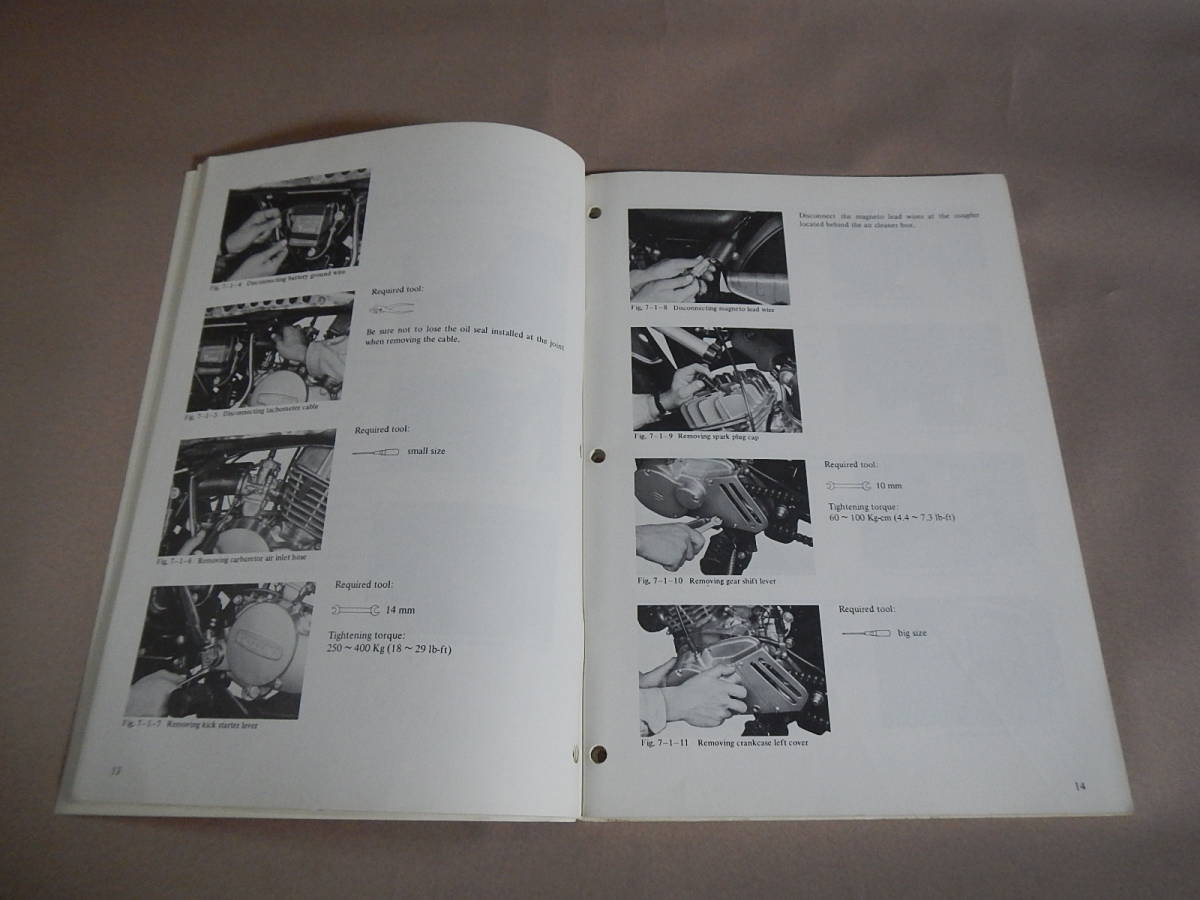 Fig. 7-1-4 Disconnecting battery ground wire
Required tool:
Be sure not to lose the oil seal installed at the joint
when removing the cable.
Fig. 7-1-5 Disconnecting tachometer cable
Required tool:
small size
Fig. 7-1-6 Removing carburetor air inlet hose
Required tool:
14 mm
Tightening torque:
250 ~ 400 Kg (18 ~ 29 lb-ft)
Fig. 7-1-7 Removing kick starter lever
13
Disconnect the magneto lead wires at the coupler
located behind the air cleaner box.
Fig. 7-1-8 Disconnecting magneto lead wire
Fig. 7-1-9 Removing spark plug cap
Required tool:
10 mm
Tightening torque:
60 ~ 100 Kg-cm (4.4 ~ 7.3 lb-ft)
Fig. 7-1-10 Removing gear shift lever
Required tool:
big size
Fig. 7-1-11 Removing crankcase left cover
14